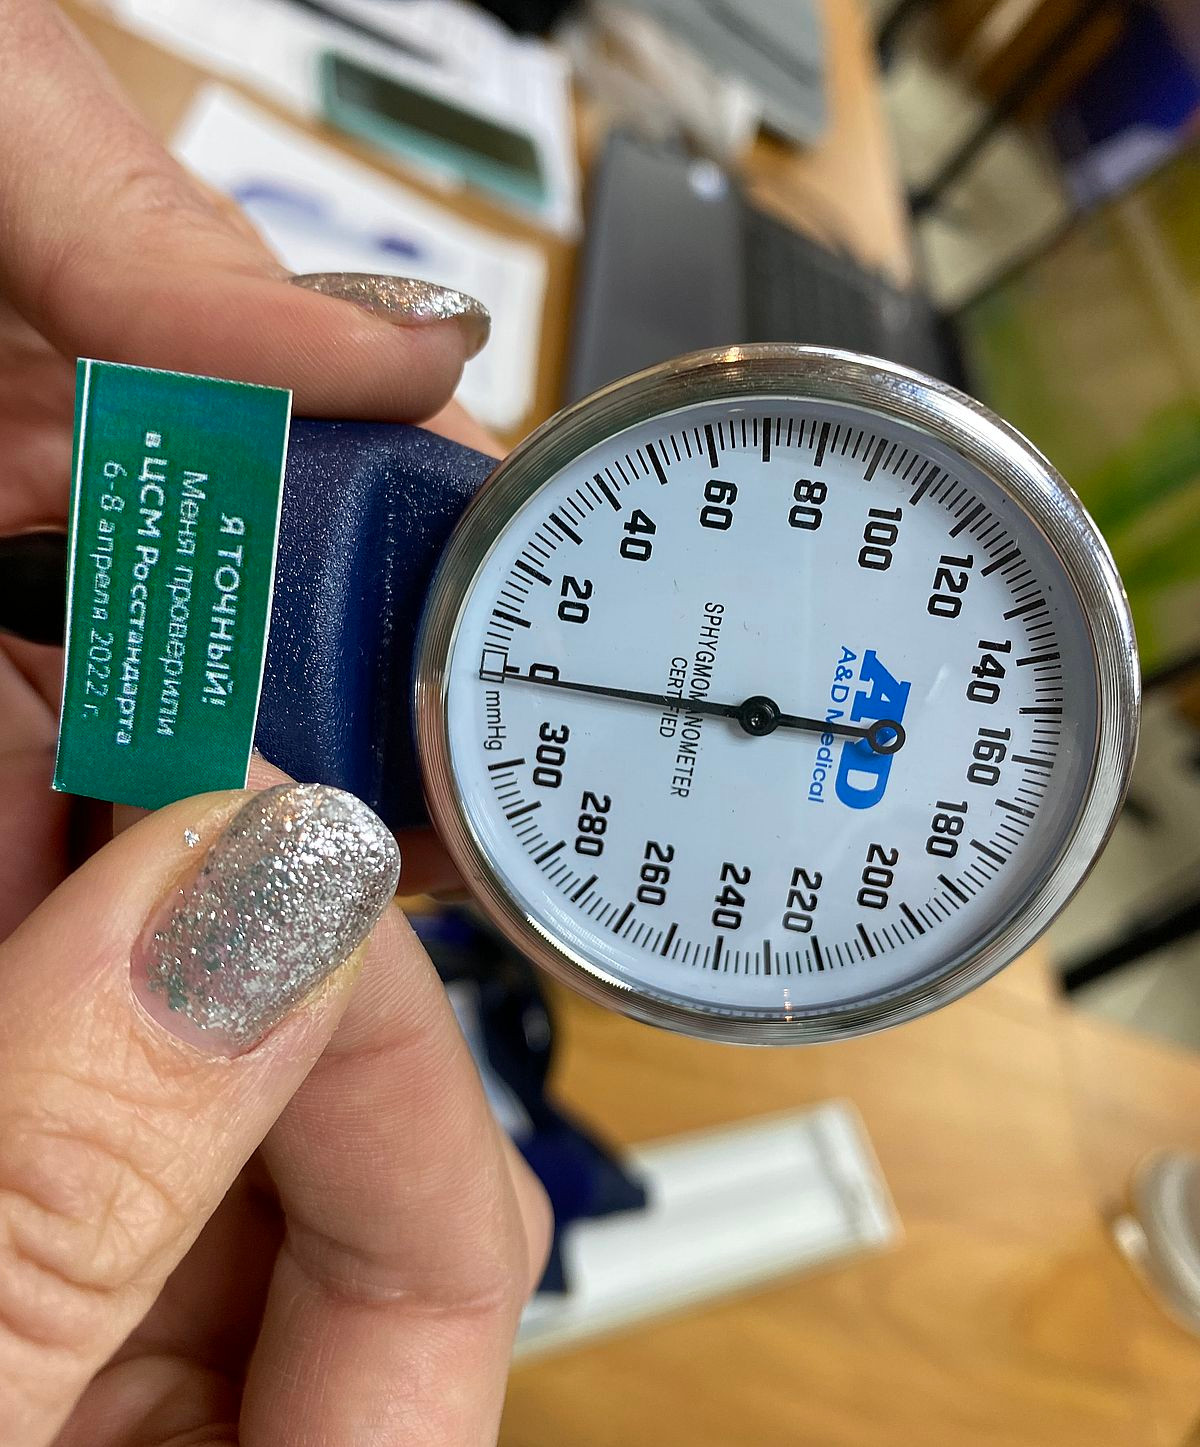 Я ТОЧНЫЙ!
Меня проверили
в ЦСМ Росстандарта
6-8 апреля 2022 г.
0
20
40
60
80
100
120
140
160
180
200
220
240
260
280
300
mmHg
SPHYGMOMANOMETER
CERTIFIED
A&D
A&D Medical